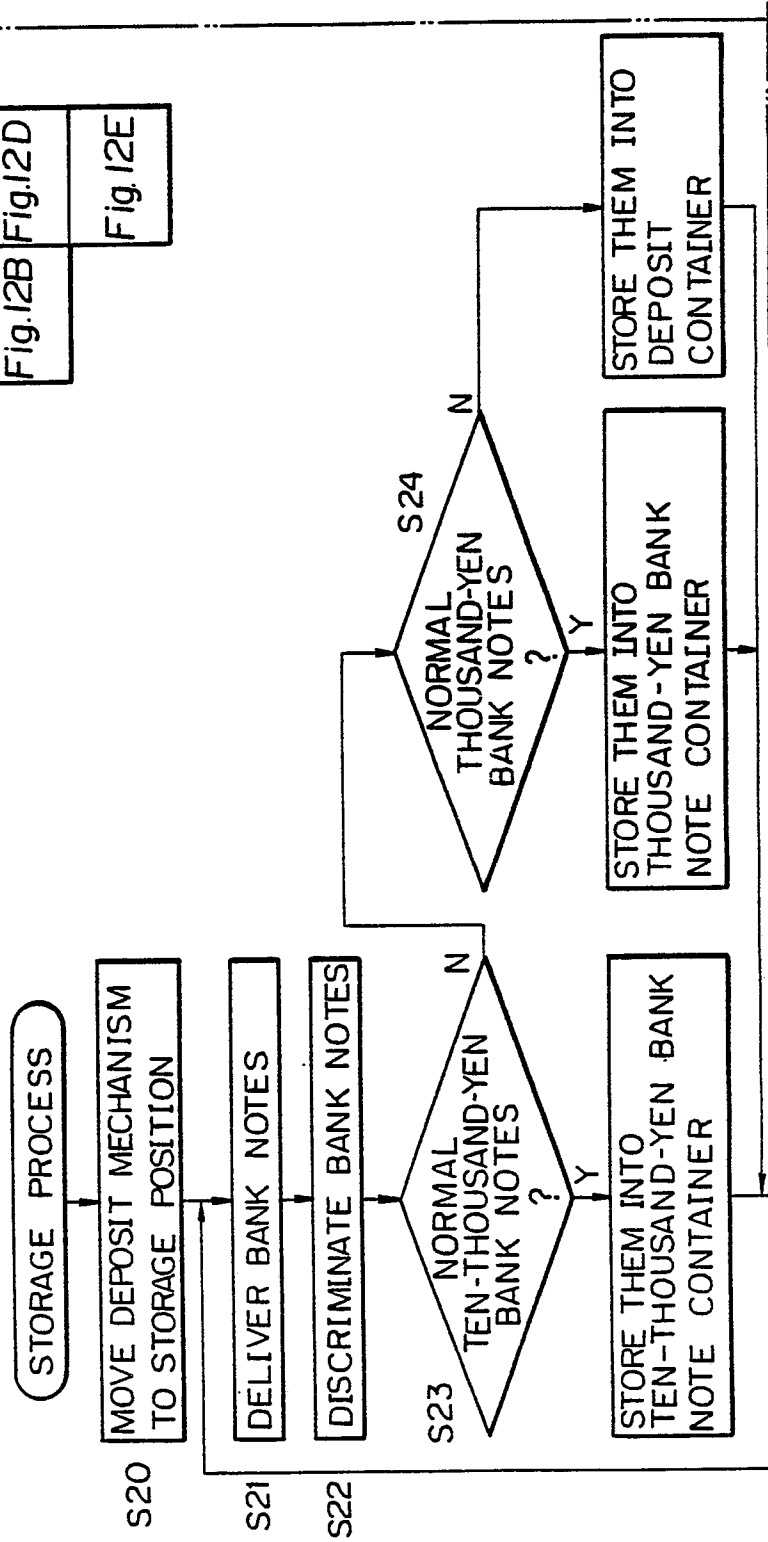 Fig.12B
Fig.12D
Fig.12E
STORAGE PROCESS
S20
MOVE DEPOSIT MECHANISM
TO STORAGE POSITION
S21
DELIVER BANK NOTES
S22
DISCRIMINATE BANK NOTES
S23
NORMAL
TEN-THOUSAND-YEN
BANK NOTES
?
N
Y
STORE THEM INTO
TEN-THOUSAND-YEN BANK
NOTE CONTAINER
S24
NORMAL
THOUSAND-YEN
BANK NOTES
?
N
Y
STORE THEM INTO
THOUSAND-YEN BANK
NOTE CONTAINER
STORE THEM INTO
DEPOSIT
CONTAINER